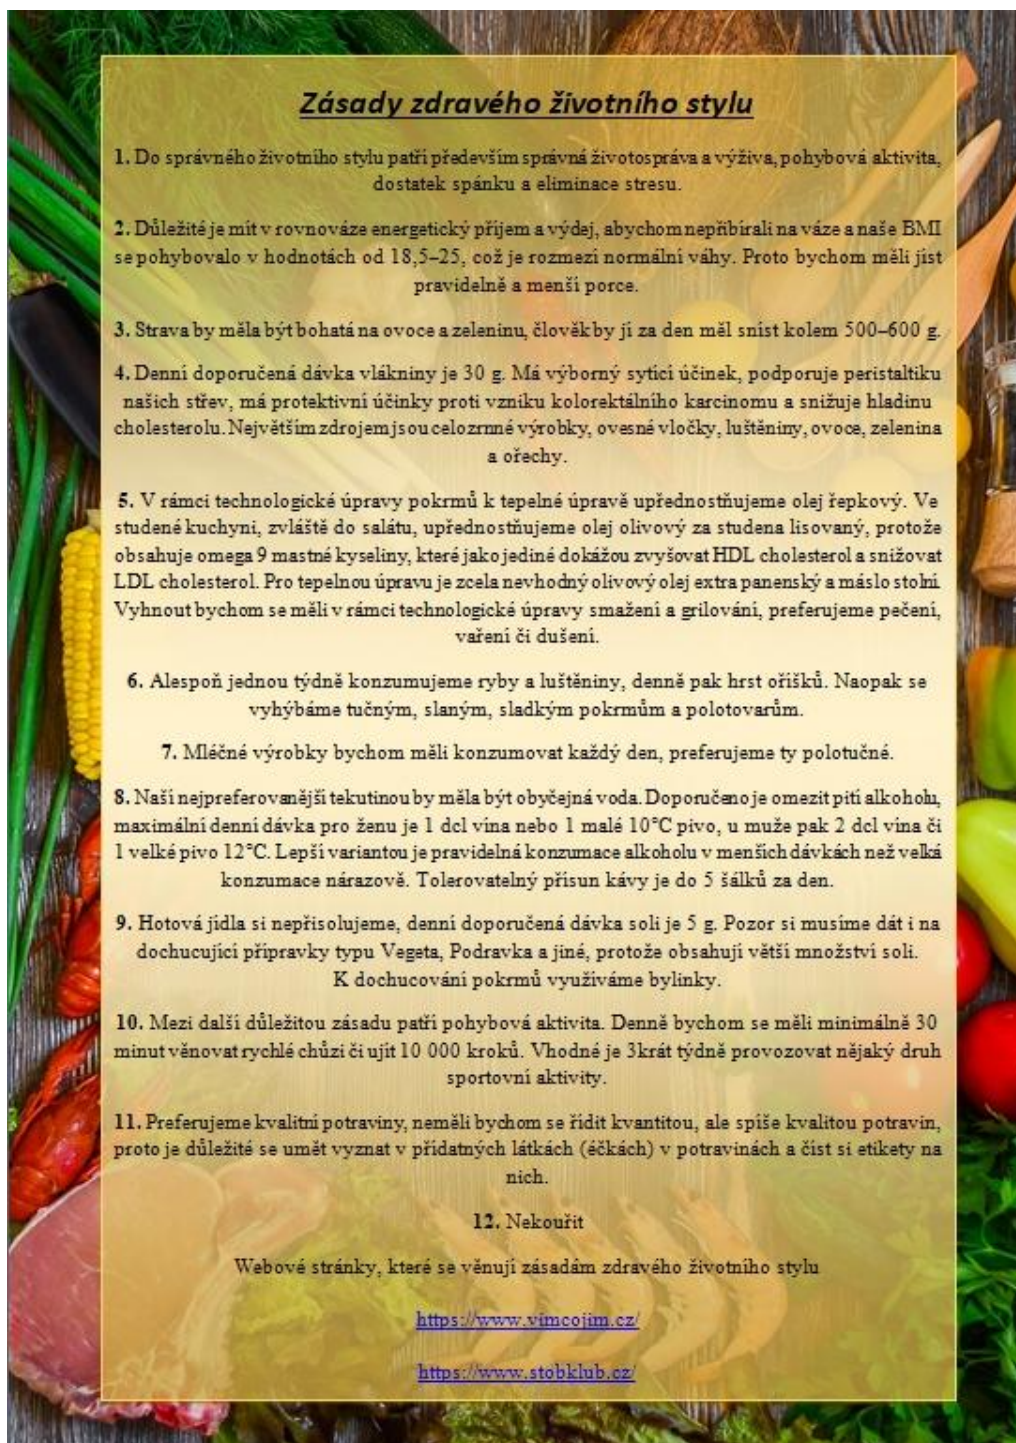 Zásady zdravého životního stylu
1. Do správného životního stylu patří především správná životospráva a výživa, pohybová aktivita,
dostatek spánku a eliminace stresu.
2. Důležité je mít v rovnováze energetický příjem a výdej, abychom nepřibírali na váze a naše BMI
se pohybovalo v hodnotách od 18,5–25, což je rozmezí normální váhy. Proto bychom měli jíst
pravidelně a menší porce.
3. Strava by měla být bohatá na ovoce a zeleninu, člověk by jí za den měl sníst kolem 500–600 g.
4. Denní doporučená dávka vlákniny je 30 g. Má výborný sytící účinek, podporuje peristaltiku
našich střev, má protektivní účinky proti vzniku kolorektálního karcinomu a snižuje hladinu
cholesterolu. Největším zdrojem jsou celozrnné výrobky, ovesné vločky, luštěniny, ovoce, zelenina
a ořechy.
5. V rámci technologické úpravy pokrmů k tepelné úpravě upřednostňujeme olej řepkový. Ve
studené kuchyni, zvláště do salátu, upřednostňujeme olej olivový za studena lisovaný, protože
obsahuje omega 9 mastné kyseliny, které jako jediné dokážou zvyšovat HDL cholesterol a snižovat
LDL cholesterol. Pro tepelnou úpravu je zcela nevhodný olivový olej extra panenský a máslo stolní.
Vyhnout bychom se měli v rámci technologické úpravy smažení a grilování, preferujeme pečení,
vaření či dušení.
6. Alespoň jednou týdně konzumujeme ryby a luštěniny, denně pak hrst oříšků. Naopak se
vyhýbáme tučným, slaným, sladkým pokrmům a polotovarům.
7. Mléčné výrobky bychom měli konzumovat každý den, preferujeme ty polotučné.
8. Naší nejpreferovanější tekutinou by měla být obyčejná voda. Doporučeno je omezit pití alkoholu,
maximální denní dávka pro ženu je 1 dcl vína nebo 1 malé 10°C pivo, u muže pak 2 dcl vína či
1 velké pivo 12°C. Lepší variantou je pravidelná konzumace alkoholu v menších dávkách než velká
konzumace nárazově. Tolerovatelný přísun kávy je do 5 šálků za den.
9. Hotová jídla si nepřisolujeme, denní doporučená dávka soli je 5 g. Pozor si musíme dát i na
dochucující přípravky typu Vegeta, Podravka a jiné, protože obsahují větší množství soli.
K dochucování pokrmů využíváme bylinky.
10. Mezi další důležitou zásadu patří pohybová aktivita. Denně bychom se měli minimálně 30
minut věnovat rychlé chůzi či ujít 10 000 kroků. Vhodné je 3krát týdně provozovat nějaký druh
sportovní aktivity.
11. Preferujeme kvalitní potraviny, neměli bychom se řídit kvantitou, ale spíše kvalitou potravin,
proto je důležité se umět vyznat v přídatných látkách (éčkách) v potravinách a číst si etikety na
nich.
12. Nekouřit
Webové stránky, které se věnují zásadám zdravého životního stylu
https://www.vimcojim.cz/
https://www.stobklub.cz/